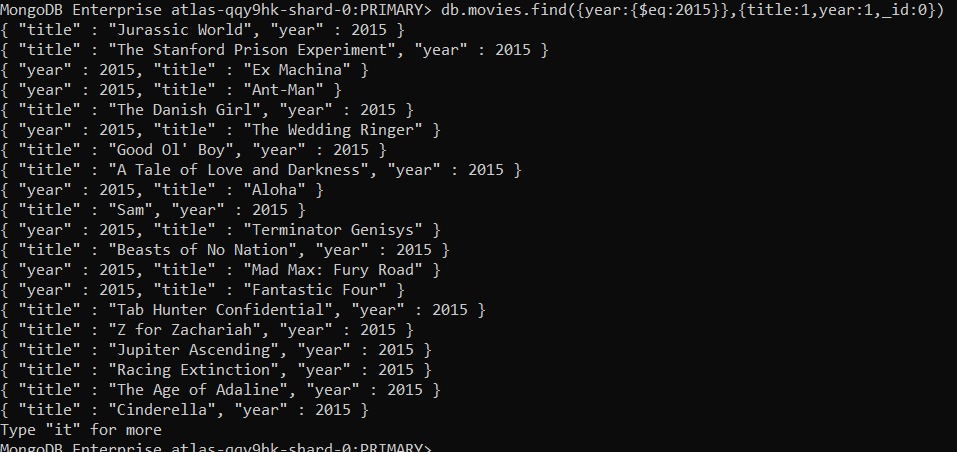 MongoDB Enterprise atlas-qqy9hk-shard-0:PRIMARY> db.movies.find({year:{$eq:2015}},{title:1,year:1,_id:0})
{ "title" : "Jurassic World", "year" : 2015 }
{ "title" : "The Stanford Prison Experiment", "year" : 2015 }
{ "year" : 2015, "title" : "Ex Machina" }
{ "year" : 2015, "title" : "Ant-Man" }
{ "title" : "The Danish Girl", "year" : 2015 }
{ "year" : 2015, "title" : "The Wedding Ringer" }
{ "title" : "Good Ol' Boy", "year" : 2015 }
{ "title" : "A Tale of Love and Darkness", "year" : 2015 }
{ "year" : 2015, "title" : "Aloha" }
{ "title" : "Sam", "year" : 2015 }
{ "year" : 2015, "title" : "Terminator Genisys" }
{ "title" : "Beasts of No Nation", "year" : 2015 }
{ "year" : 2015, "title" : "Mad Max: Fury Road" }
{ "year" : 2015, "title" : "Fantastic Four" }
{ "title" : "Tab Hunter Confidential", "year" : 2015 }
{ "title" : "Z for Zachariah", "year" : 2015 }
{ "title" : "Jupiter Ascending", "year" : 2015 }
{ "title" : "Racing Extinction", "year" : 2015 }
{ "title" : "The Age of Adaline", "year" : 2015 }
{ "title" : "Cinderella", "year" : 2015 }
Type "it" for more
MongoDB Enterprise atlas-qqy9hk-shard-0:PRIMARY>